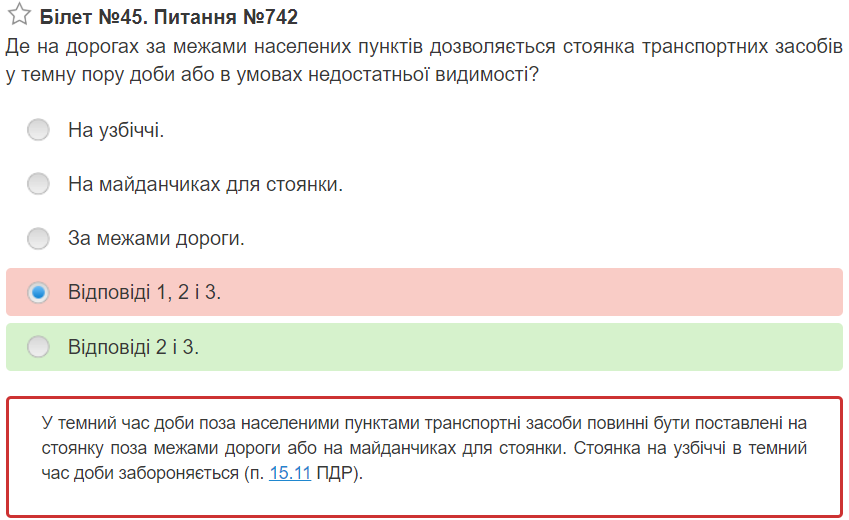 Білет №45. Питання №742
Де на дорогах за межами населених пунктів дозволяється стоянка транспортних засобів
у темну пору доби або в умовах недостатньої видимості?
На узбіччі.
На майданчиках для стоянки.
За межами дороги.
Відповіді 1, 2 і 3.
Відповіді 2 і 3.
У темний час доби поза населеними пунктами транспортні засоби повинні бути поставлені на
стоянку поза межами дороги або на майданчиках для стоянки. Стоянка на узбіччі в темний
час доби забороняється (п. 15.11 ПДР).